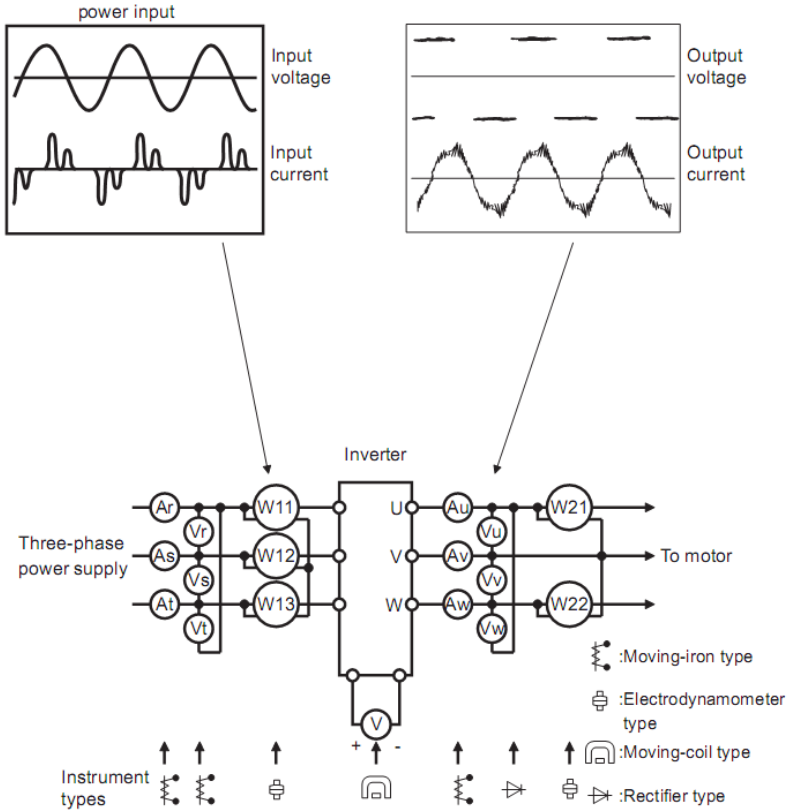 power input
Input
voltage
Input
current
Output
voltage
Output
current
Inverter
Ar
W11
U
Au
W21
Vr
Vu
Three-phase
power supply
As
W12
V
Av
To motor
Vs
Vv
At
W13
W
Aw
W22
Vt
Vw
:Moving-iron type
V
+ -
:Electrodynamometer
type
:Moving-coil type
Instrument
types
:Rectifier type